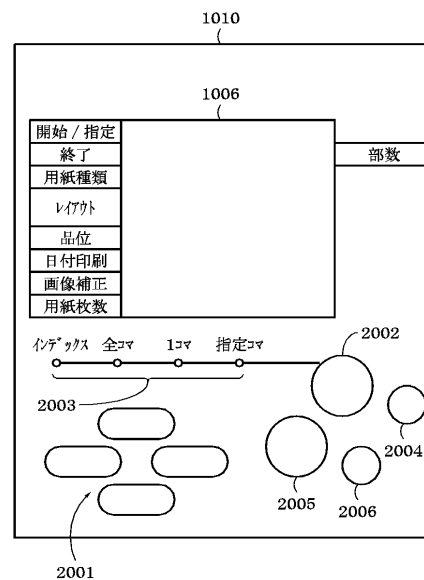 1010
1006
開始/指定
終了
部数
用紙種類
レイアウト
品位
日付印刷
画像補正
用紙枚数
インデックス 全コマ 1コマ 指定コマ
2002
2003
2004
2005
2006
2001